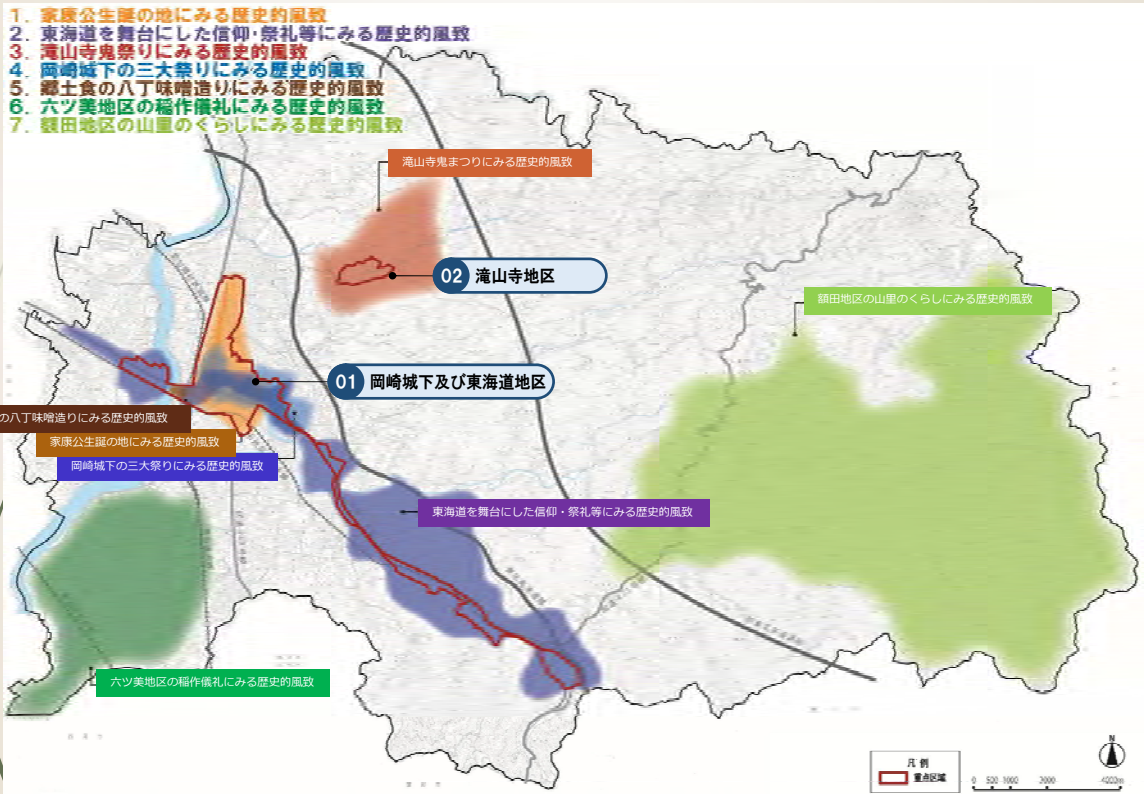 1. 家康公生誕の地にみる歴史的風致
2. 東海道を舞台にした信仰・祭礼等にみる歴史的風致
3. 滝山寺鬼祭りにみる歴史的風致
4. 岡崎城下の三大祭りにみる歴史的風致
5. 郷土食の八丁味噌造りにみる歴史的風致
6. 六ツ美地区の稲作儀礼にみる歴史的風致
7. 額田地区の山里のくらしにみる歴史的風致
滝山寺鬼まつりにみる歴史的風致
02 滝山寺地区
額田地区の山里のくらしにみる歴史的風致
01 岡崎城下及び東海道地区
の八丁味噌造りにみる歴史的風致
家康公生誕の地にみる歴史的風致
岡崎城下の三大祭りにみる歴史的風致
東海道を舞台にした信仰・祭礼等にみる歴史的風致
六ツ美地区の稲作儀礼にみる歴史的風致
凡例
重点区域
N
0 500 1000 2000 4000m